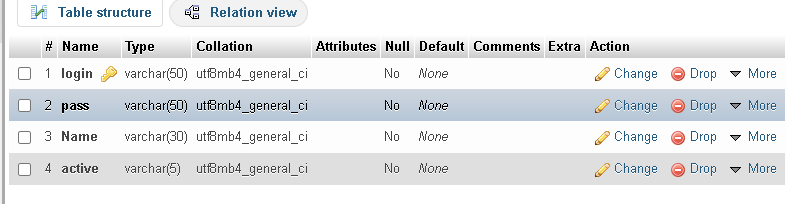 Table structure Relation view
# Name Type Collation Attributes Null Default Comments Extra Action
1 login varchar(50) utf8mb4_general_ci No None Change Drop More
2 pass varchar(50) utf8mb4_general_ci No None Change Drop More
3 Name varchar(30) utf8mb4_general_ci No None Change Drop More
4 active varchar(5) utf8mb4_general_ci No None Change Drop More